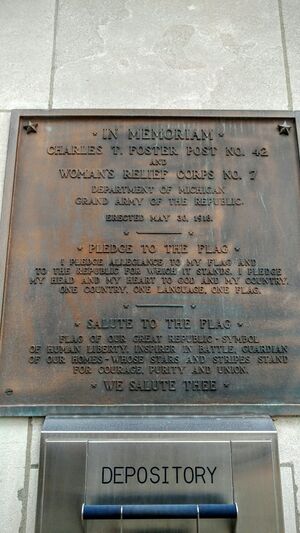 · IN MEMORIAM ·
CHARLES T. FOSTER POST NO. 42
AND
WOMAN'S RELIEF CORPS NO. 7
DEPARTMENT OF MICHIGAN
GRAND ARMY OF THE REPUBLIC.
ERECTED MAY 30, 1918.
· PLEDGE TO THE FLAG ·
I PLEDGE ALLEGIANCE TO MY FLAG AND
TO THE REPUBLIC FOR WHICH IT STANDS. I PLEDGE
MY HEAD AND MY HEART TO GOD AND MY COUNTRY.
ONE COUNTRY, ONE LANGUAGE, ONE FLAG.
· SALUTE TO THE FLAG ·
FLAG OF OUR GREAT REPUBLIC - SYMBOL
OF HUMAN LIBERTY, INSPIRER IN BATTLE, GUARDIAN
OF OUR HOMES - WHOSE STARS AND STRIPES STAND
FOR COURAGE, PURITY AND UNION.
· WE SALUTE THEE ·
DEPOSITORY